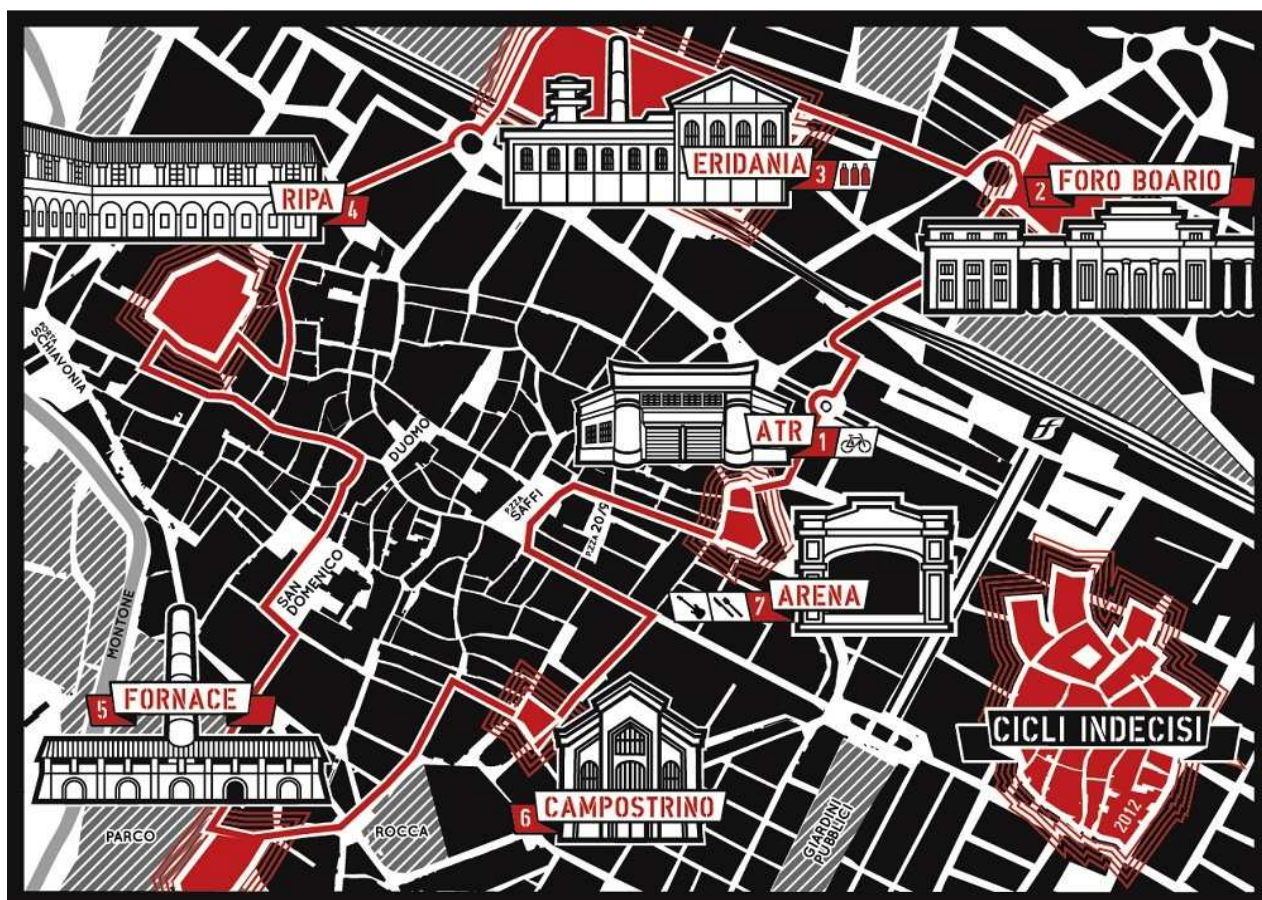 ERIDANIA
3
2
FORO BOARIO
RIPA
4
PORTA
SCHIAVONIA
DUOMO
ATR
1
P.ZZA
SAFFI
P.ZZA 20/9
SAN
DOMENICO
MONTONE
7
ARENA
5
FORNACE
CICLI INDECISI
2012
6
CAMPOSTRINO
PARCO
ROCCA
GIARDINI
PUBBLICI